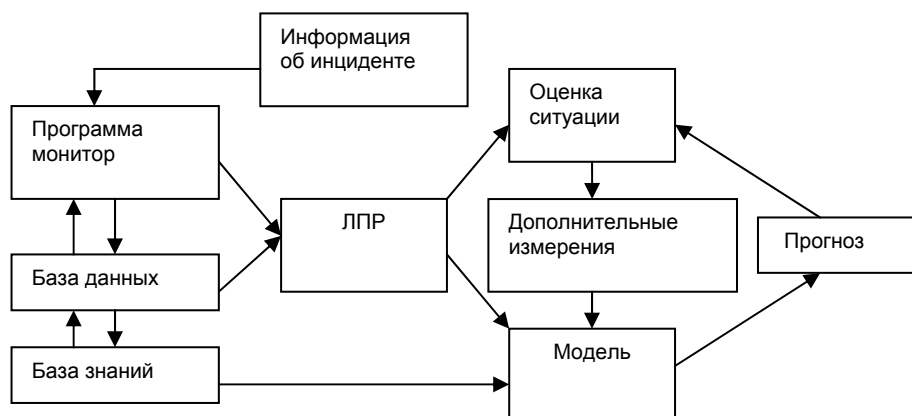 Информация
об инциденте
Оценка
ситуации
Программа
монитор
ЛПР
Дополнительные
измерения
Прогноз
База данных
Модель
База знаний